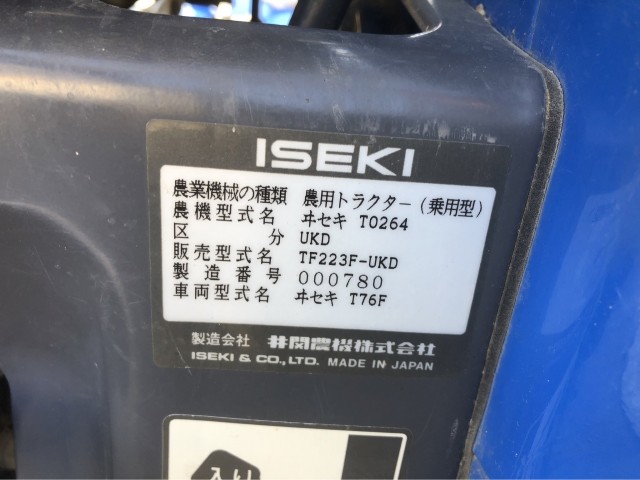 ISEKI
農業機械の種類 農用トラクター(乗用型)
農機型式名 ヰセキ TO264
区分 UKD
販売型式名 TF223F-UKD
製造番号 000780
車両型式名 ヰセキ T76F
製造会社 井関農機株式会社
ISEKI & CO.,LTD. MADE IN JAPAN
入り